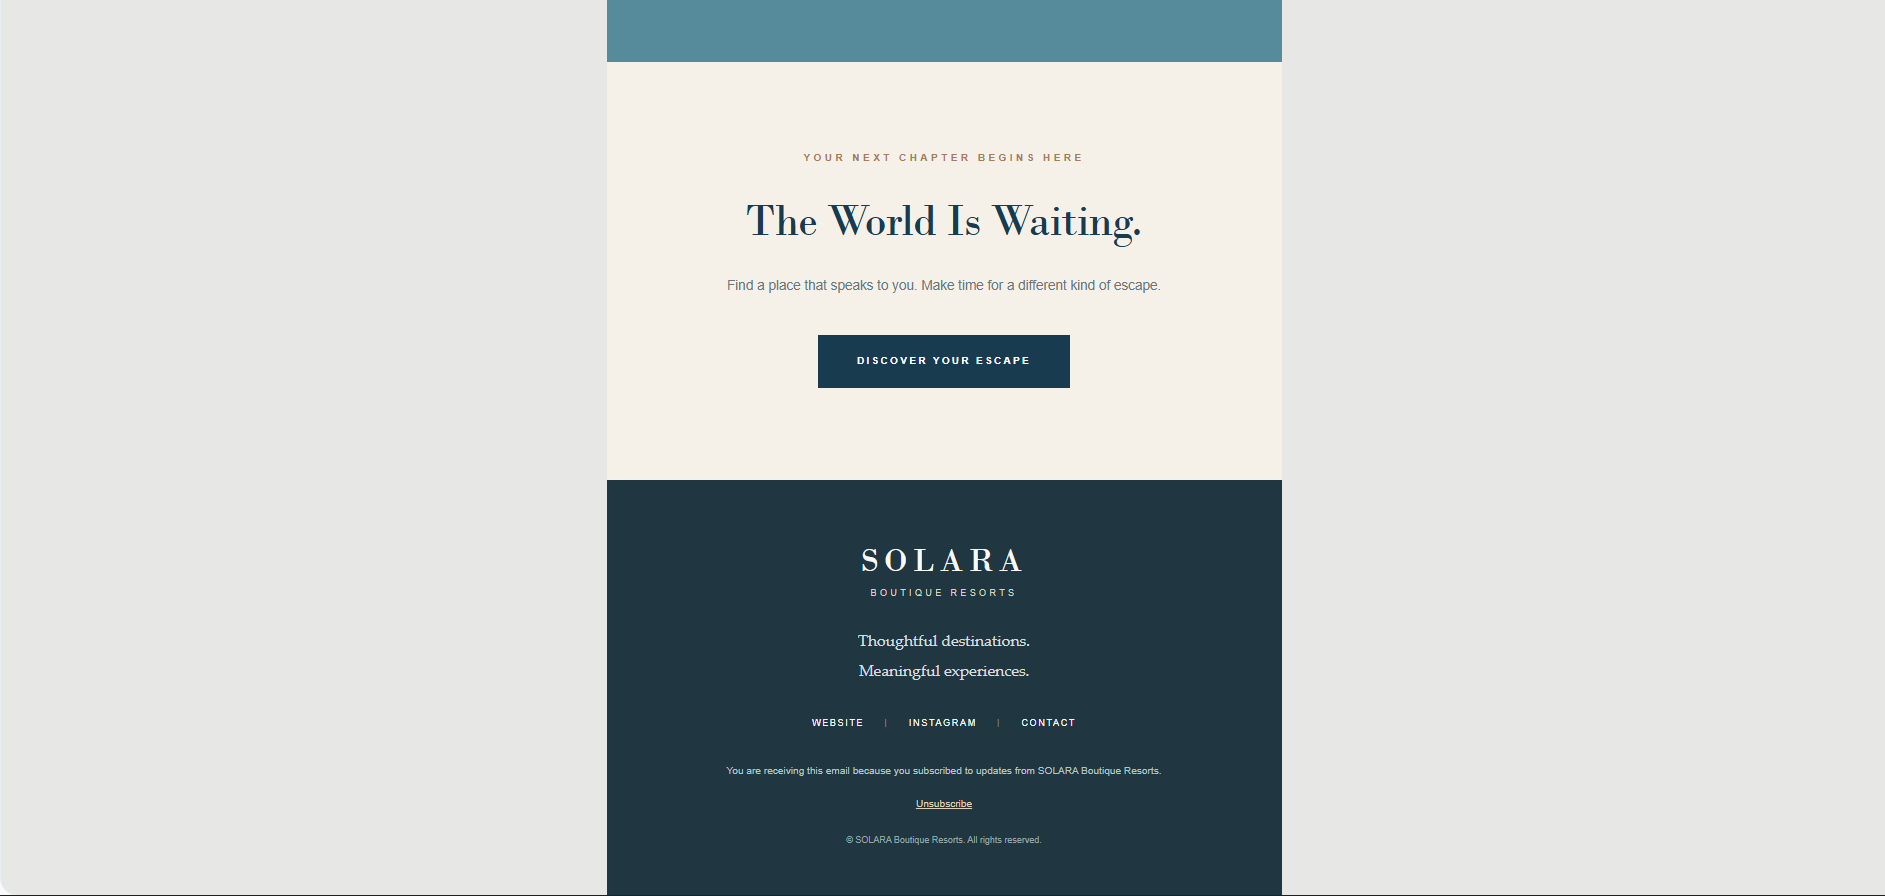 YOUR NEXT CHAPTER BEGINS HERE
The World Is Waiting.
Find a place that speaks to you. Make time for a different kind of escape.
DISCOVER YOUR ESCAPE
SOLARA
BOUTIQUE RESORTS
Thoughtful destinations.
Meaningful experiences.
WEBSITE | INSTAGRAM | CONTACT
You are receiving this email because you subscribed to updates from SOLARA Boutique Resorts.
Unsubscribe
© SOLARA Boutique Resorts. All rights reserved.